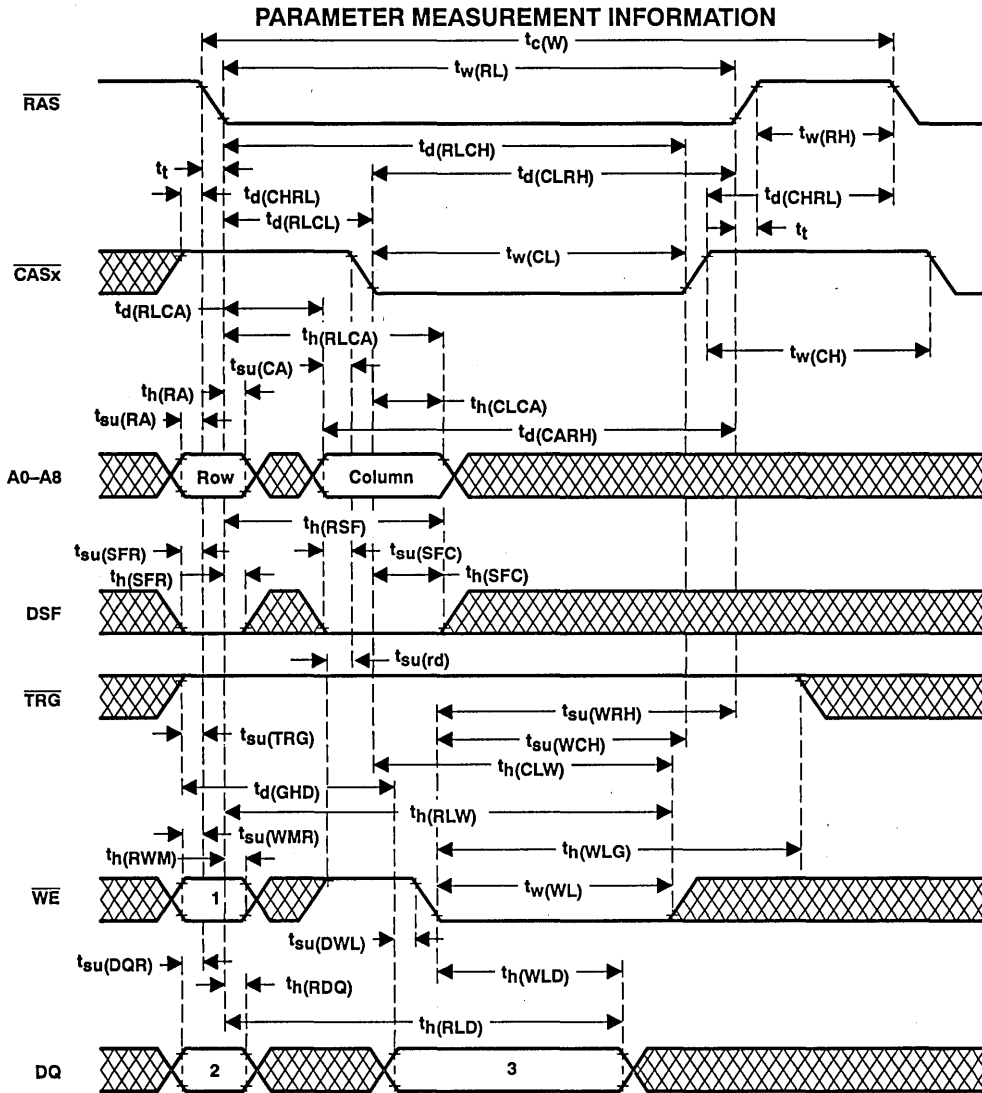 PARAMETER MEASUREMENT INFORMATION
tc(W)
tw(RL)
RAS
tw(RH)
td(RLCH)
tt
td(CLRH)
td(CHRL)
td(CHRL)
td(RLCL)
tt
tw(CL)
CASx
td(RLCA)
th(RLCA)
tw(CH)
tsu(CA)
th(RA)
th(CLCA)
tsu(RA)
td(CARH)
A0–A8
Row
Column
th(RSF)
tsu(SFR)
tsu(SFC)
th(SFR)
th(SFC)
DSF
tsu(rd)
TRG
tsu(WRH)
tsu(TRG)
tsu(WCH)
th(CLW)
td(GHD)
th(RLW)
tsu(WMR)
th(WLG)
th(RWM)
tw(WL)
WE
1
tsu(DWL)
tsu(DQR)
th(WLD)
th(RDQ)
th(RLD)
DQ
2
3